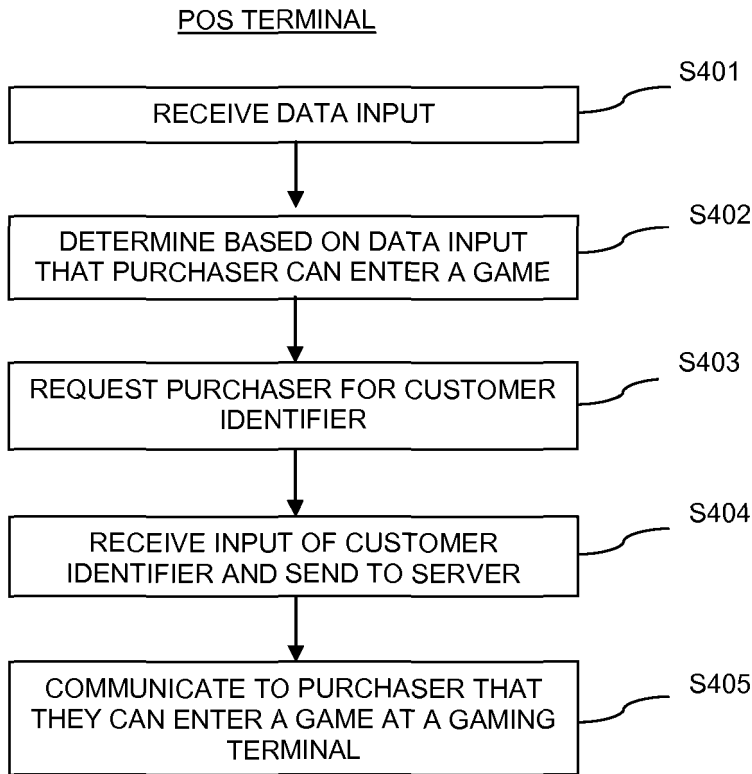 POS TERMINAL
S401
RECEIVE DATA INPUT
S402
DETERMINE BASED ON DATA INPUT
THAT PURCHASER CAN ENTER A GAME
S403
REQUEST PURCHASER FOR CUSTOMER
IDENTIFIER
S404
RECEIVE INPUT OF CUSTOMER
IDENTIFIER AND SEND TO SERVER
S405
COMMUNICATE TO PURCHASER THAT
THEY CAN ENTER A GAME AT A GAMING
TERMINAL